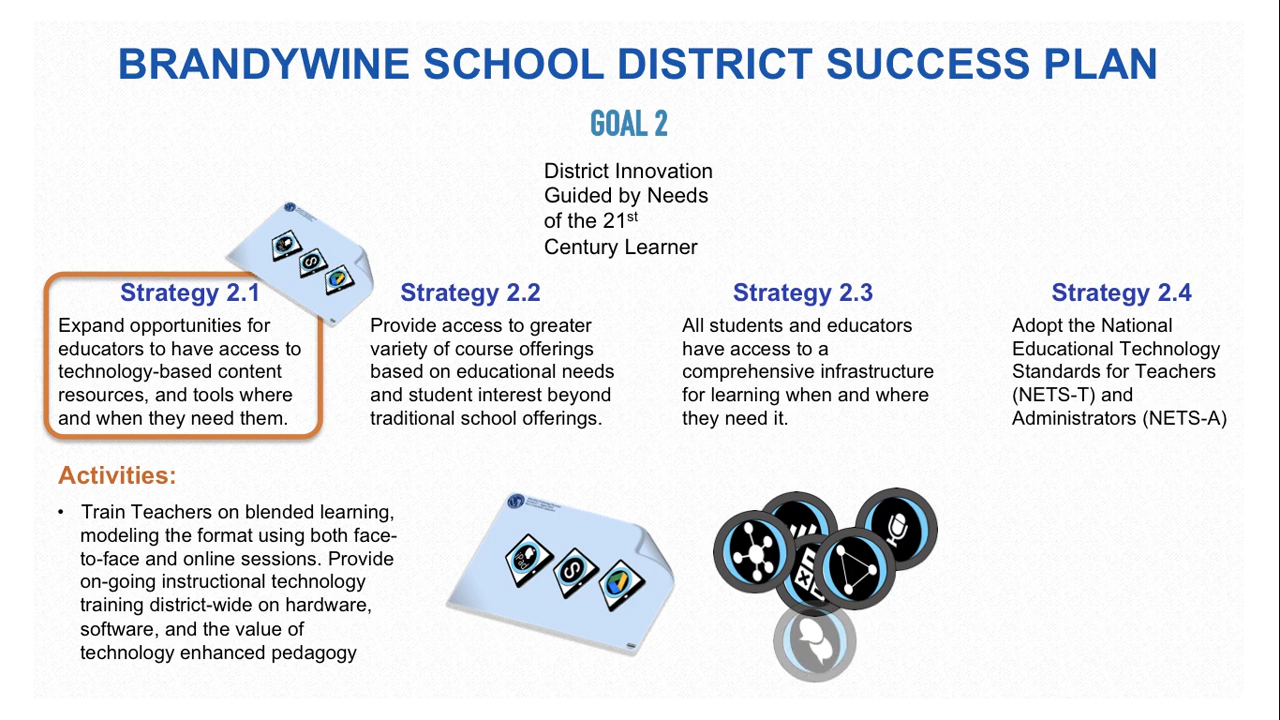 BRANDYWINE SCHOOL DISTRICT SUCCESS PLAN
GOAL 2
District Innovation
Guided by Needs
of the 21st
Century Learner
Strategy 2.1
Expand opportunities for
educators to have access to
technology-based content
resources, and tools where
and when they need them.
Strategy 2.2
Provide access to greater
variety of course offerings
based on educational needs
and student interest beyond
traditional school offerings.
Strategy 2.3
All students and educators
have access to a
comprehensive infrastructure
for learning when and where
they need it.
Strategy 2.4
Adopt the National
Educational Technology
Standards for Teachers
(NETS-T) and
Administrators (NETS-A)
Activities:
• Train Teachers on blended learning,
modeling the format using both face-
to-face and online sessions. Provide
on-going instructional technology
training district-wide on hardware,
software, and the value of
technology enhanced pedagogy
iPad
S